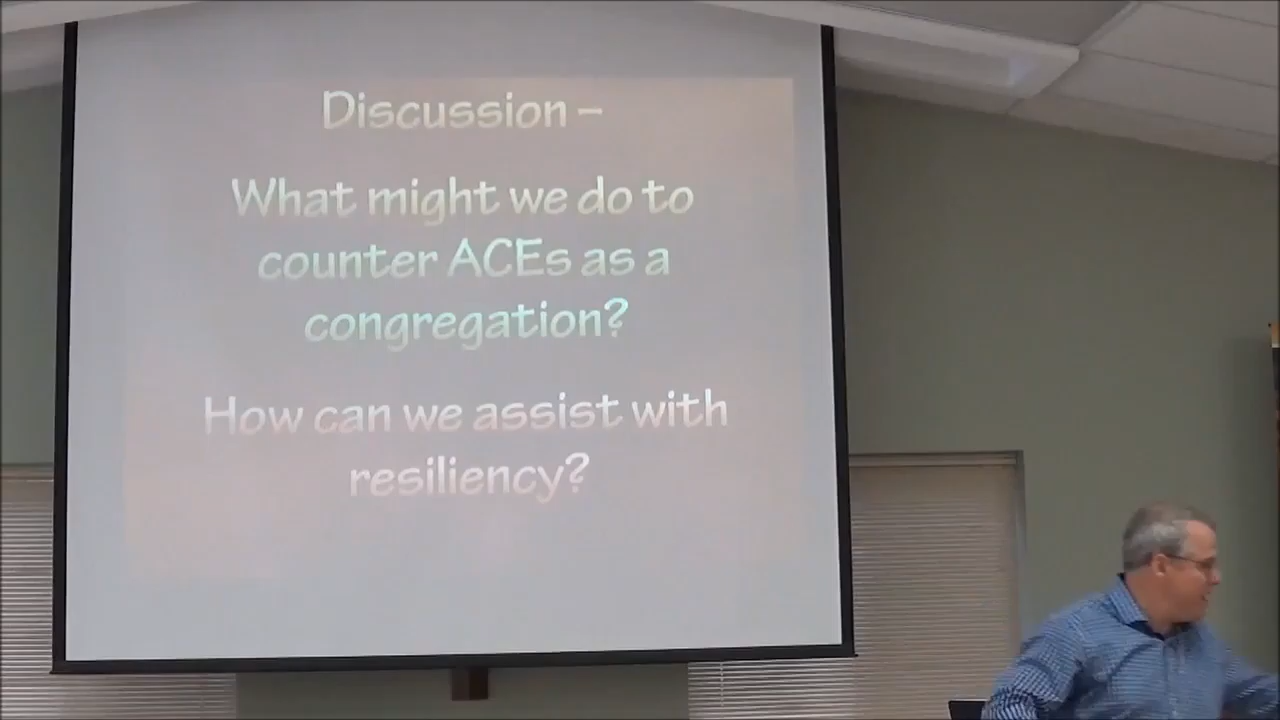 Discussion –
What might we do to
counter ACEs as a
congregation?
How can we assist with
resiliency?